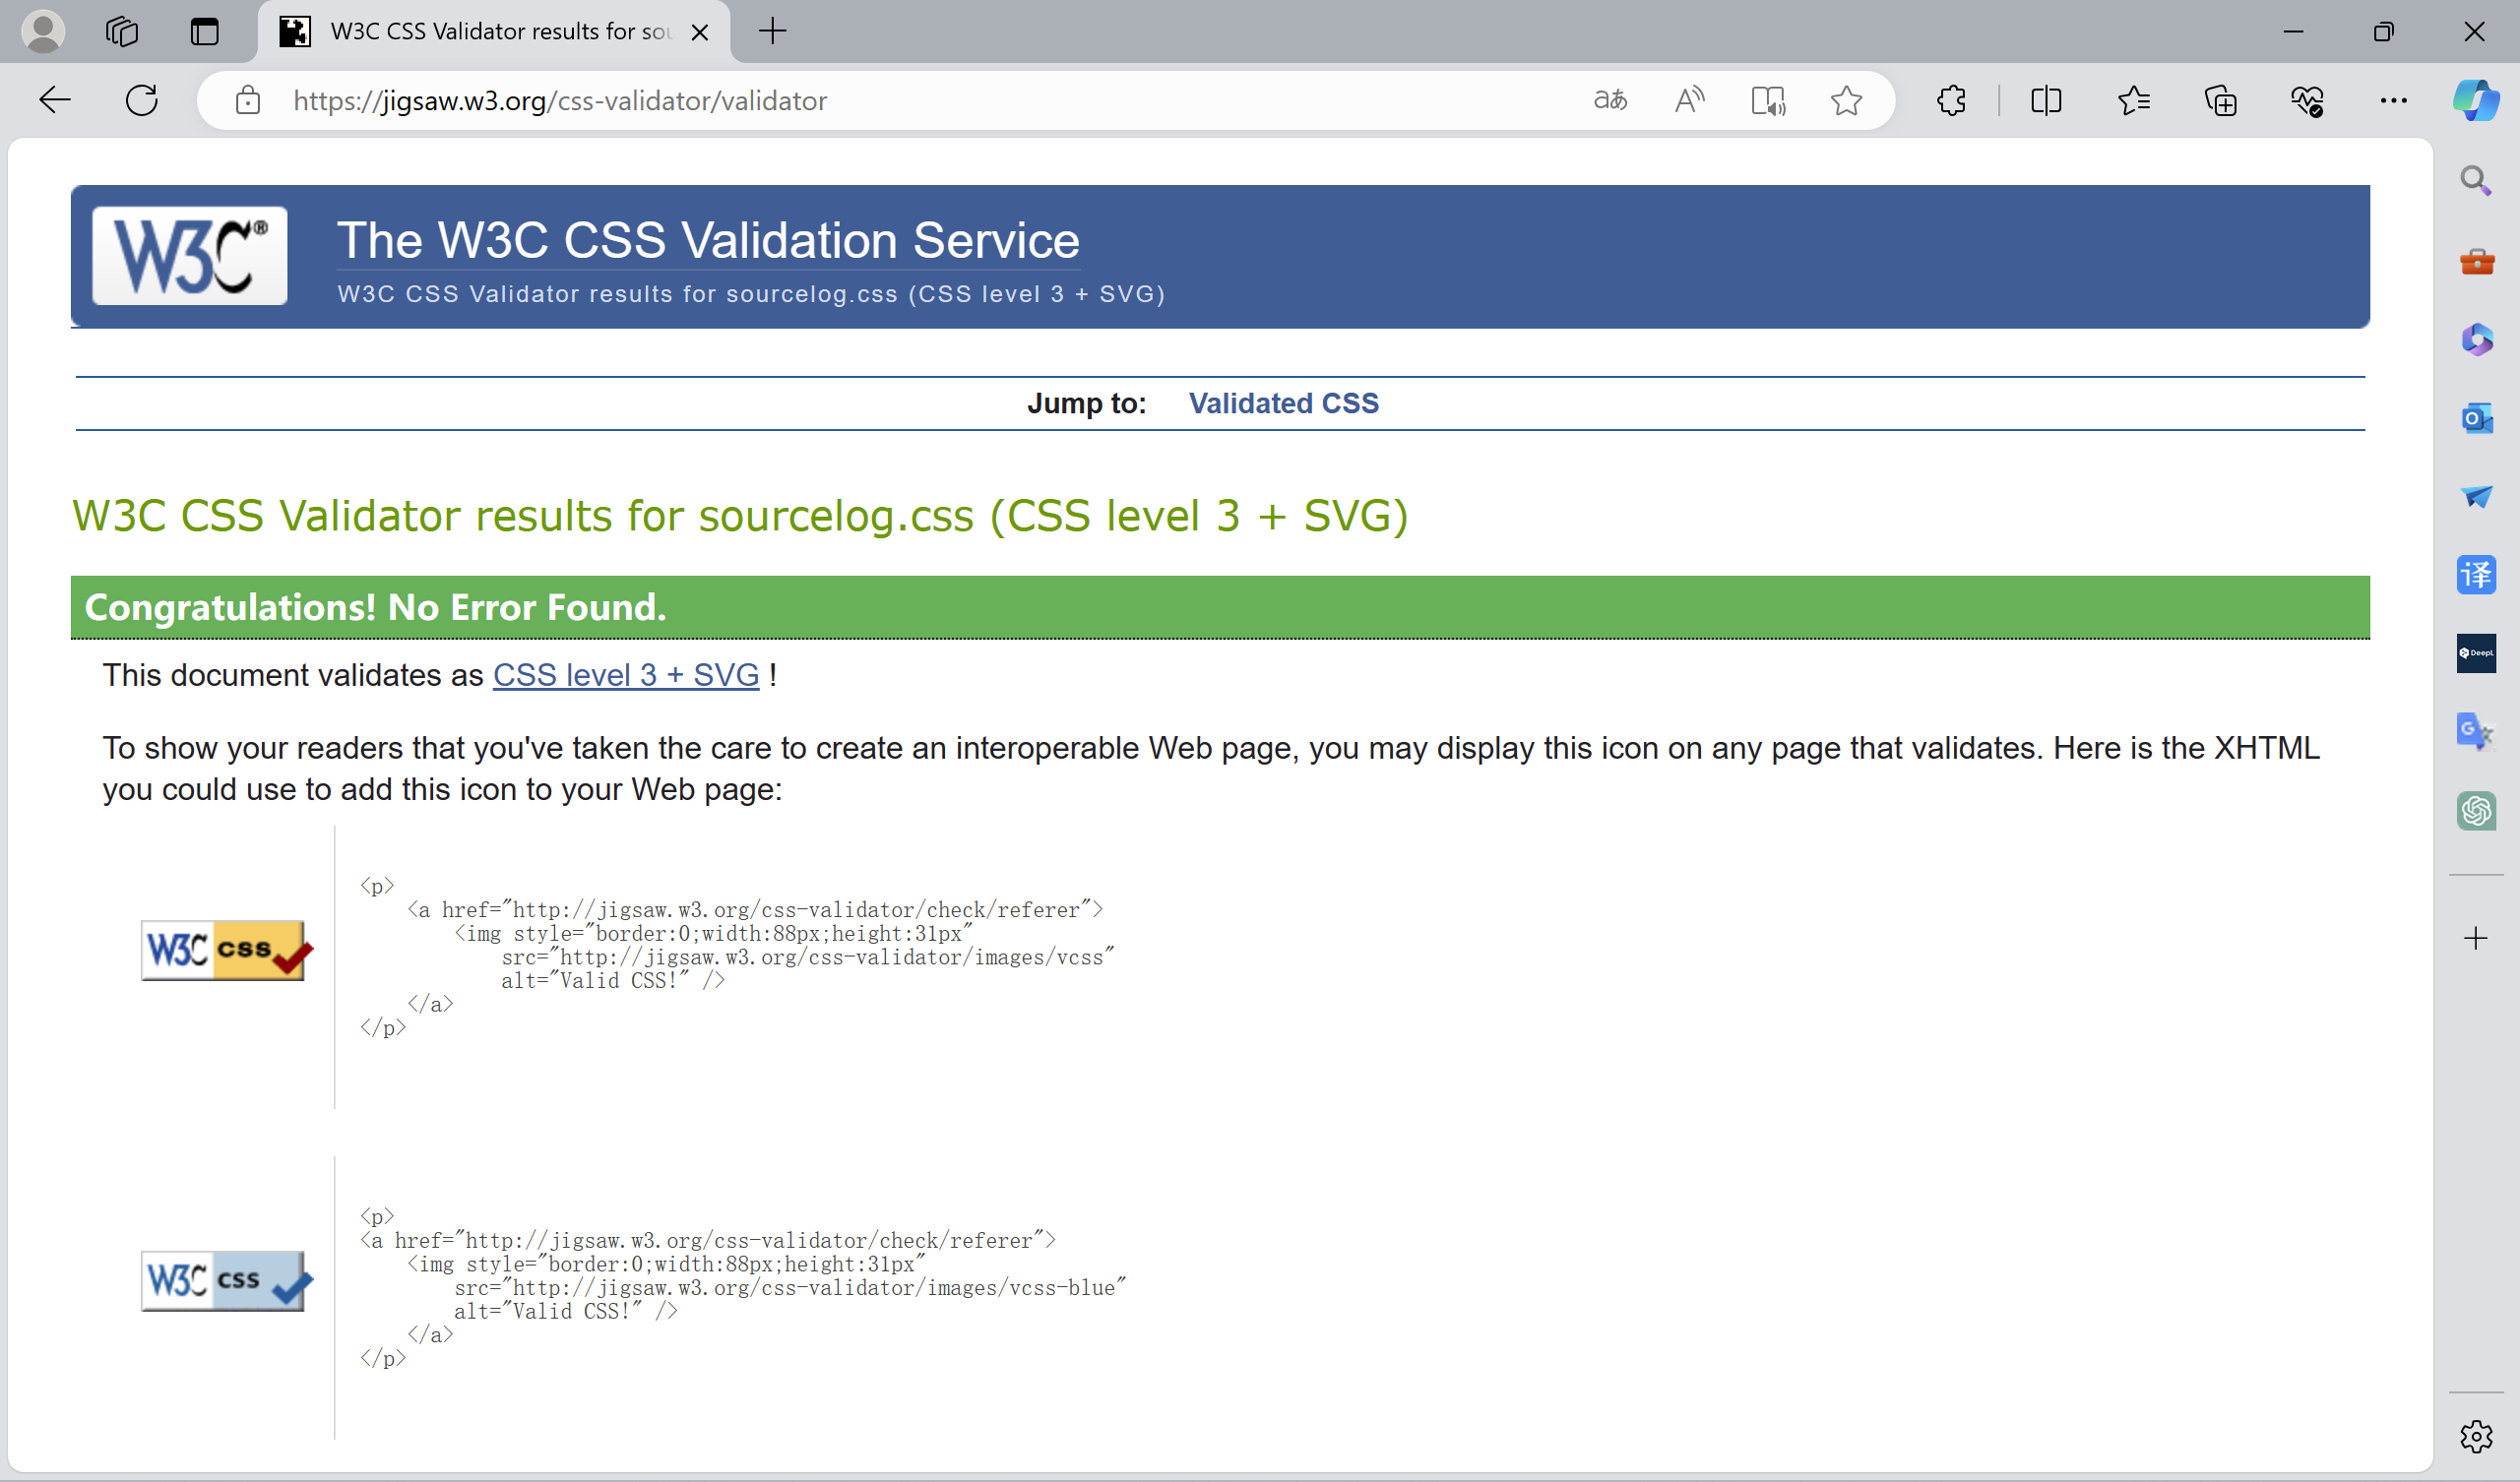 W3C CSS Validator results for sou
https://jigsaw.w3.org/css-validator/validator
W3C®
The W3C CSS Validation Service
W3C CSS Validator results for sourcelog.css (CSS level 3 + SVG)
Jump to: Validated CSS
W3C CSS Validator results for sourcelog.css (CSS level 3 + SVG)
Congratulations! No Error Found.
This document validates as CSS level 3 + SVG !
To show your readers that you've taken the care to create an interoperable Web page, you may display this icon on any page that validates. Here is the XHTML
you could use to add this icon to your Web page:
W3C css
<p>
<a href="http://jigsaw.w3.org/css-validator/check/referer">
<img style="border:0;width:88px;height:31px"
src="http://jigsaw.w3.org/css-validator/images/vcss"
alt="Valid CSS!" />
</a>
</p>
W3C css
<p>
<a href="http://jigsaw.w3.org/css-validator/check/referer">
<img style="border:0;width:88px;height:31px"
src="http://jigsaw.w3.org/css-validator/images/vcss-blue"
alt="Valid CSS!" />
</a>
</p>
译
DeepL